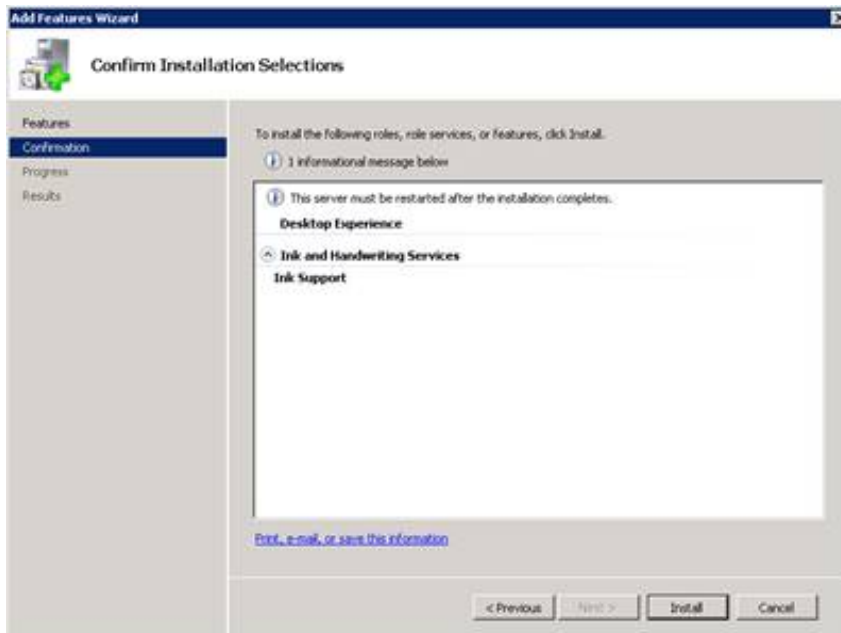 Add Features Wizard
Confirm Installation Selections
Features
Confirmation
Progress
Results
To install the following roles, role services, or features, click Install.
1 informational message below
This server must be restarted after the installation completes.
Desktop Experience
Ink and Handwriting Services
Ink Support
Print, e-mail, or save this information
< Previous
Next >
Install
Cancel